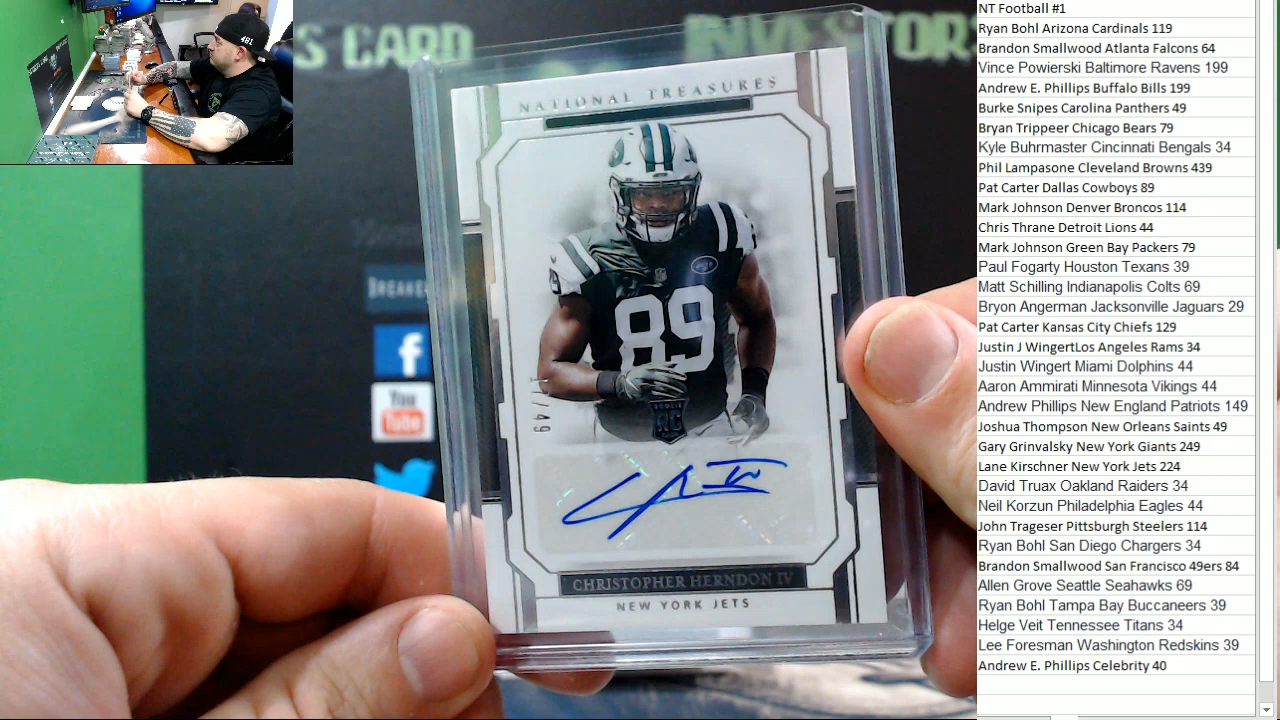 S CARD
INVESTOR
NATIONAL TREASURES
89
/49
ROOKIE
RC
CHRISTOPHER HERNDON IV
NEW YORK JETS
BREAKE
f
You
Tube
481
NT Football #1
Ryan Bohl Arizona Cardinals 119
Brandon Smallwood Atlanta Falcons 64
Vince Powierski Baltimore Ravens 199
Andrew E. Phillips Buffalo Bills 199
Burke Snipes Carolina Panthers 49
Bryan Trippeer Chicago Bears 79
Kyle Buhrmaster Cincinnati Bengals 34
Phil Lampasone Cleveland Browns 439
Pat Carter Dallas Cowboys 89
Mark Johnson Denver Broncos 114
Chris Thrane Detroit Lions 44
Mark Johnson Green Bay Packers 79
Paul Fogarty Houston Texans 39
Matt Schilling Indianapolis Colts 69
Bryon Angerman Jacksonville Jaguars 29
Pat Carter Kansas City Chiefs 129
Justin J WingertLos Angeles Rams 34
Justin Wingert Miami Dolphins 44
Aaron Ammirati Minnesota Vikings 44
Andrew Phillips New England Patriots 149
Joshua Thompson New Orleans Saints 49
Gary Grinvalsky New York Giants 249
Lane Kirschner New York Jets 224
David Truax Oakland Raiders 34
Neil Korzun Philadelphia Eagles 44
John Trageser Pittsburgh Steelers 114
Ryan Bohl San Diego Chargers 34
Brandon Smallwood San Francisco 49ers 84
Allen Grove Seattle Seahawks 69
Ryan Bohl Tampa Bay Buccaneers 39
Helge Veit Tennessee Titans 34
Lee Foresman Washington Redskins 39
Andrew E. Phillips Celebrity 40